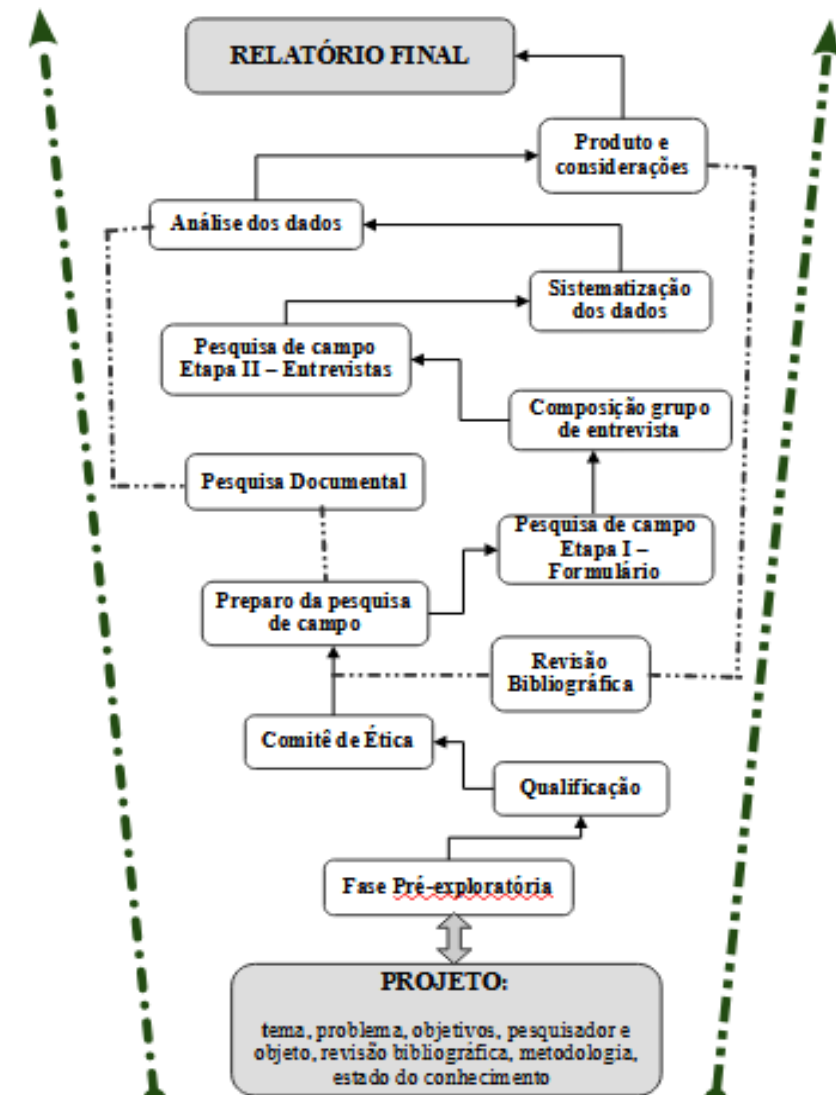 RELATÓRIO FINAL
Produto e
considerações
Análise dos dados
Sistematização
dos dados
Pesquisa de campo
Etapa II – Entrevistas
Composição grupo
de entrevista
Pesquisa Documental
Pesquisa de campo
Etapa I –
Formulário
Preparo da pesquisa
de campo
Revisão
Bibliográfica
Comitê de Ética
Qualificação
Fase Pré-exploratória
PROJETO:
tema, problema, objetivos, pesquisador e
objeto, revisão bibliográfica, metodologia,
estado do conhecimento